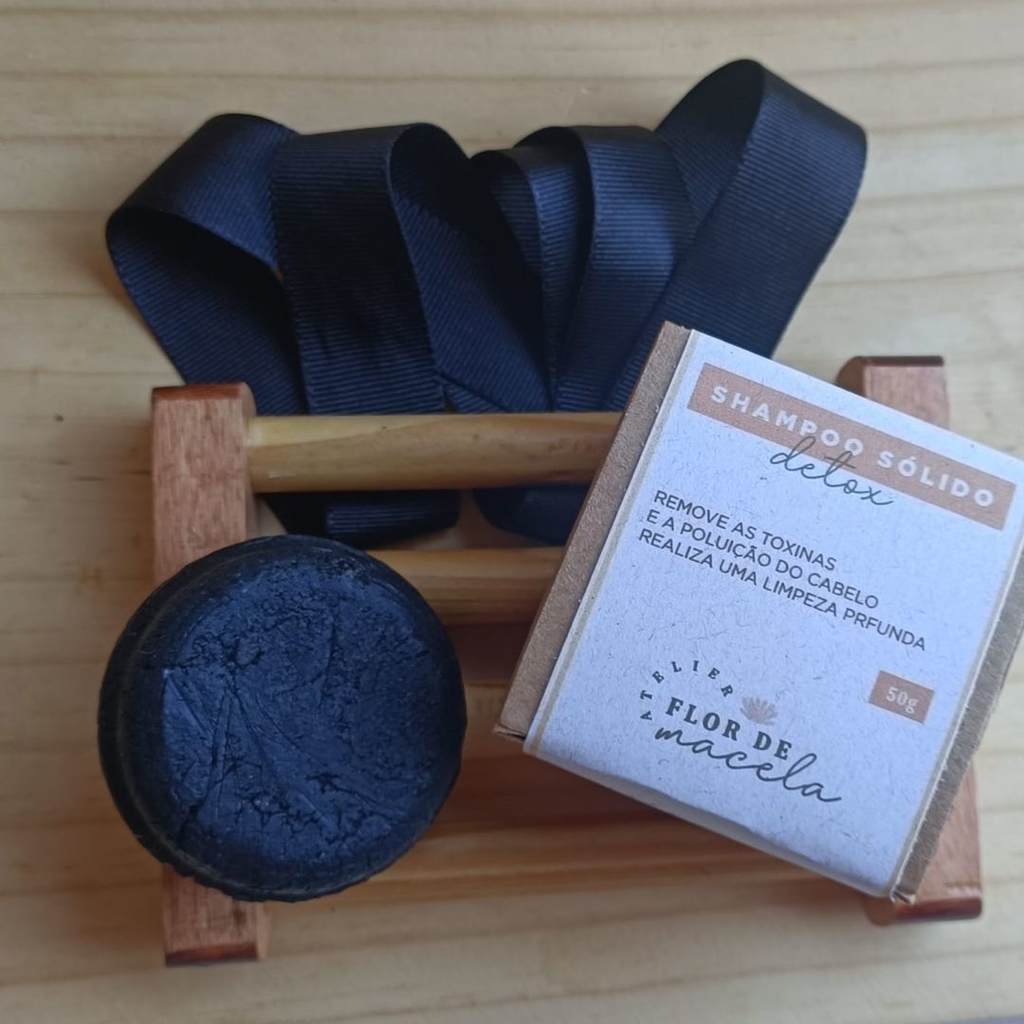 SHAMPOO SÓLIDO
detox
REMOVE AS TOXINAS
E A POLUIÇÃO DO CABELO
REALIZA UMA LIMPEZA PRFUNDA
50g
ATELIER
FLOR DE
macela